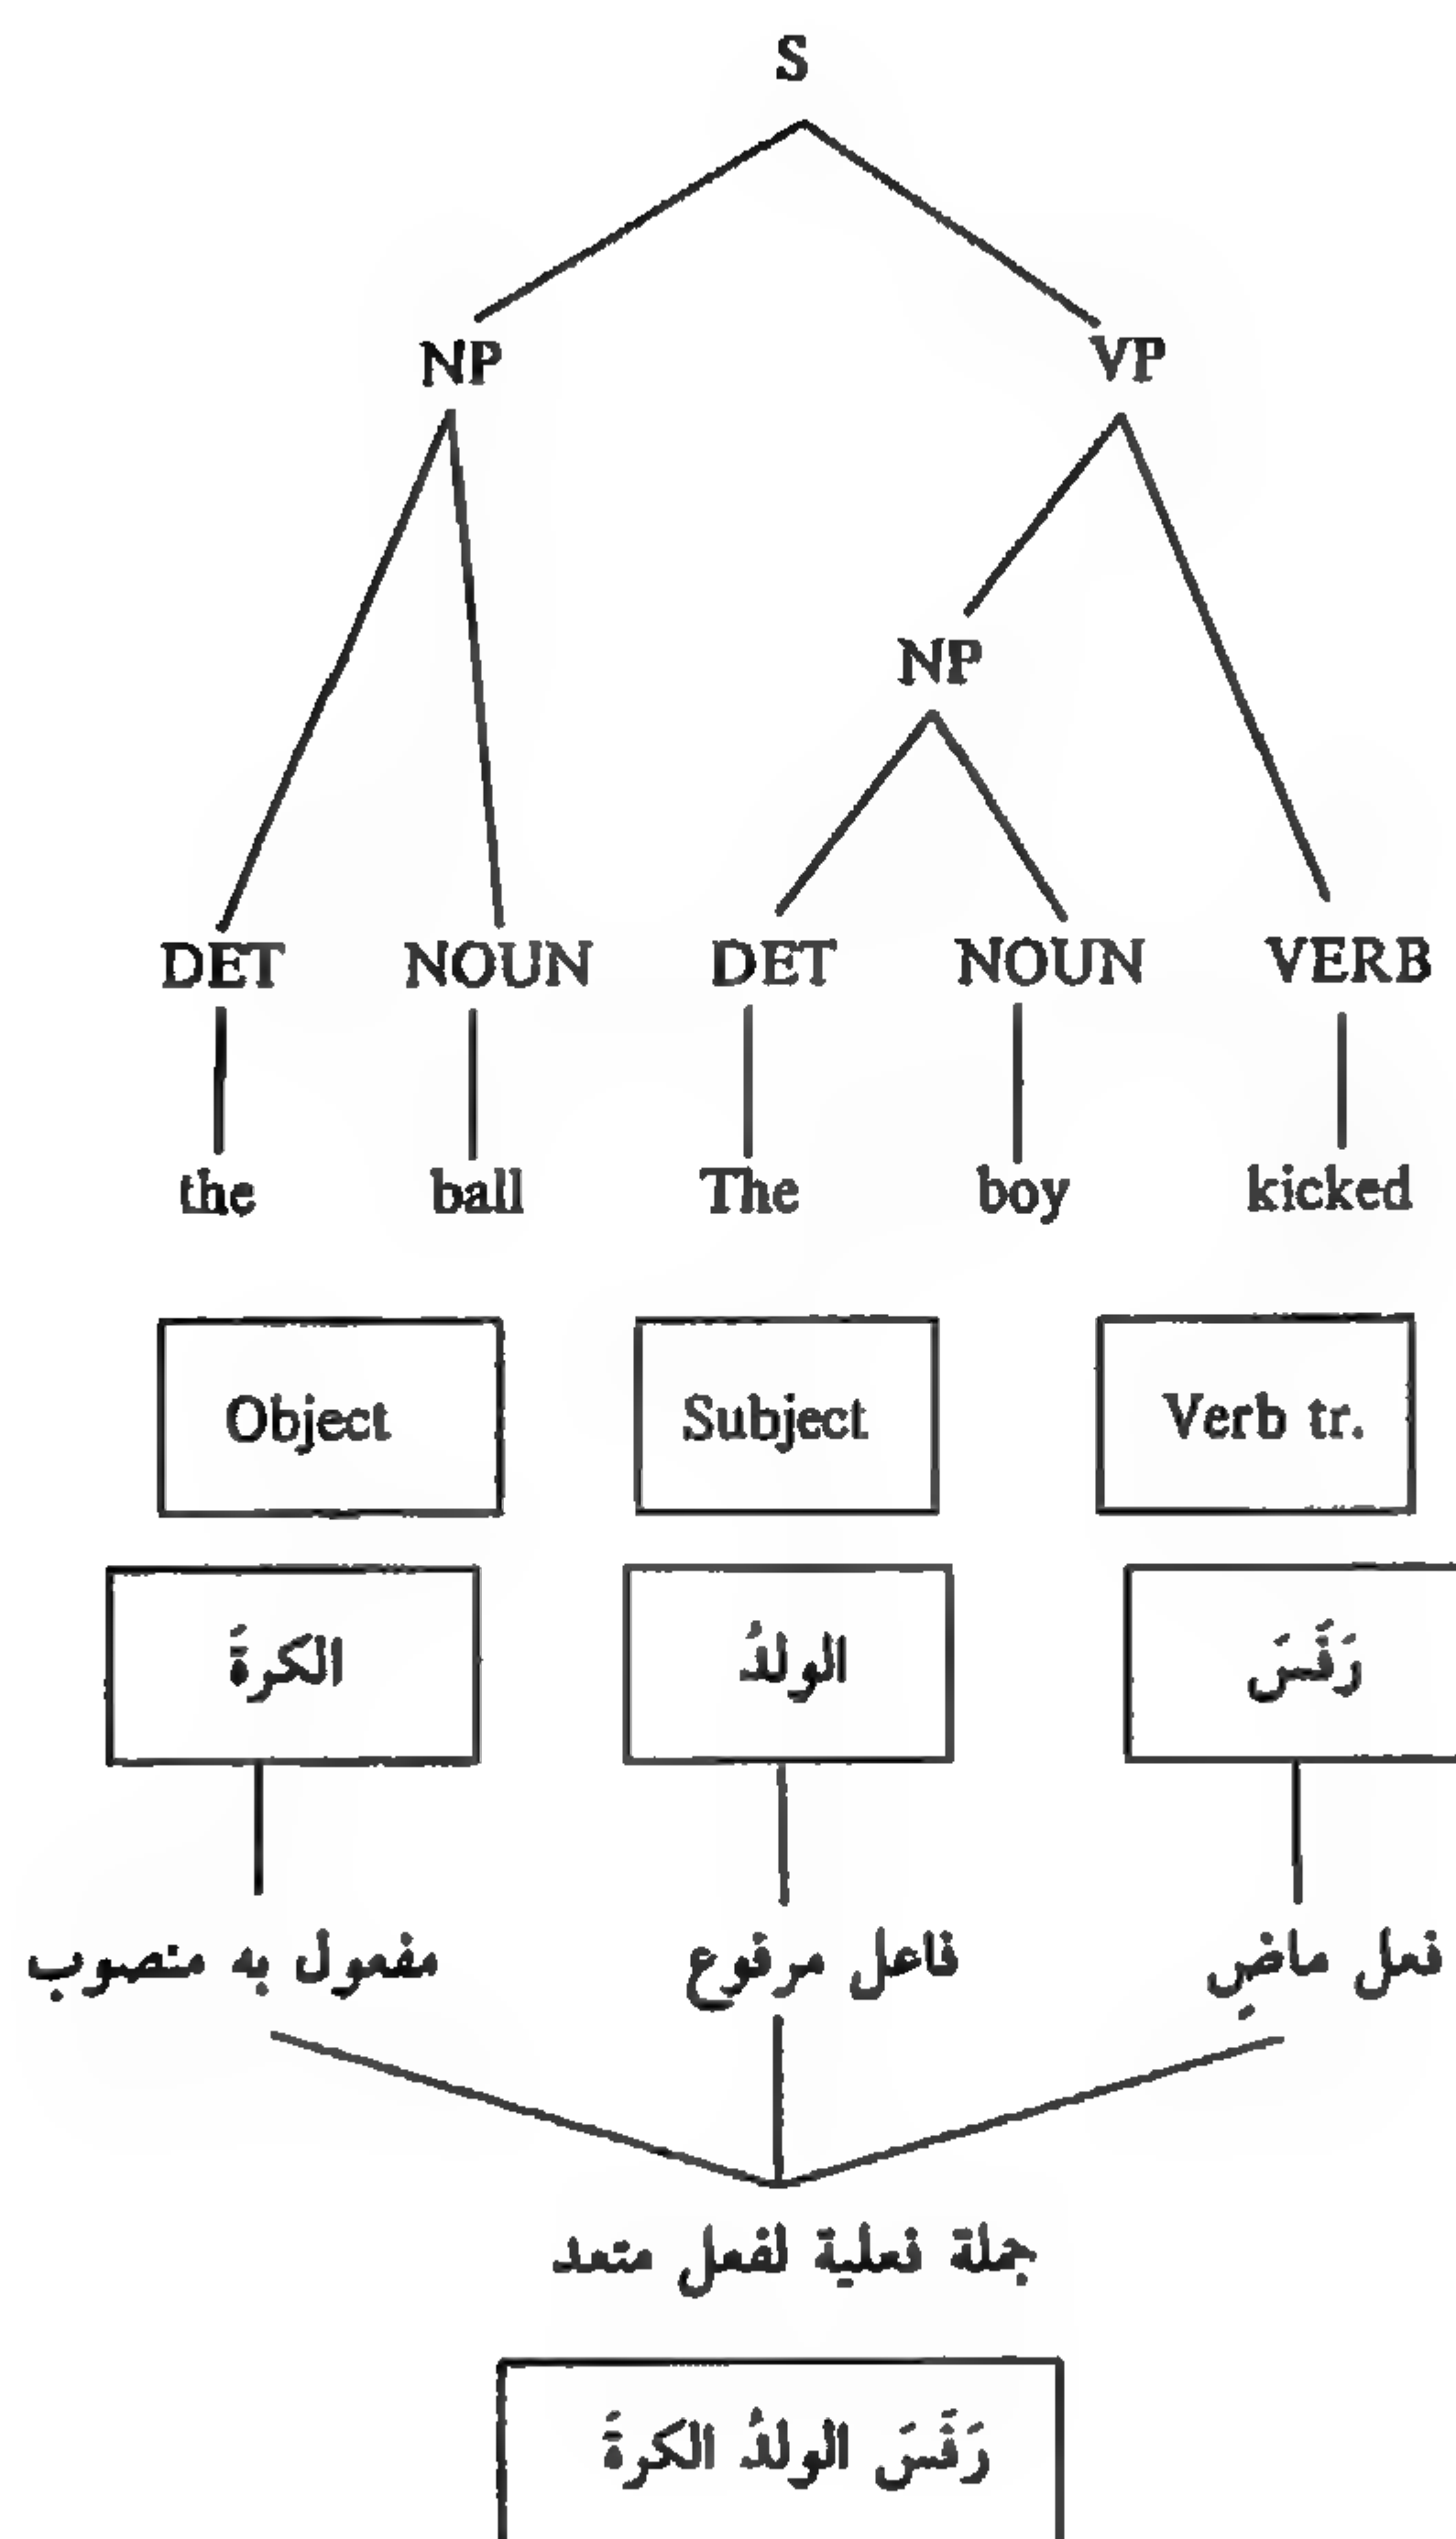 S
NP VP
NP
DET NOUN DET NOUN VERB
the ball The boy kicked
Object Subject Verb tr.
رَفَسَ الولدُ الكرةَ
فعل ماضٍ فاعل مرفوع مفعول به منصوب
جملة فعلية لفعل متعد
رَفَسَ الولدُ الكرةَ